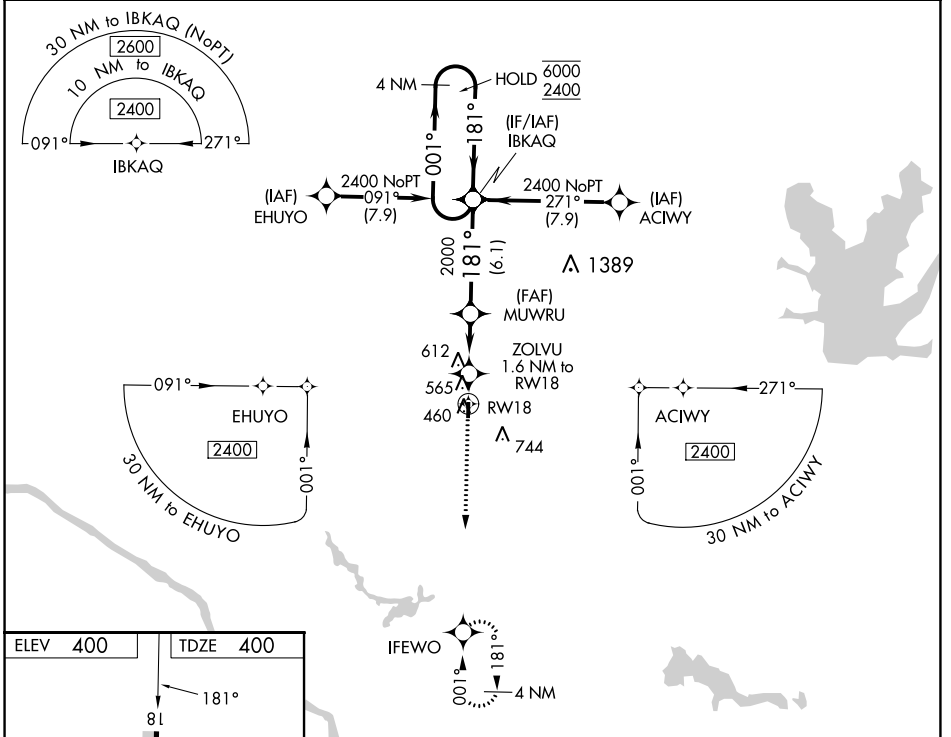 30 NM to IBKAQ (NoPT)
2600
10 NM to IBKAQ
2400
091°
271°
IBKAQ
4 NM
HOLD 6000
2400
001°
181°
(IF/IAF)
IBKAQ
(IAF)
EHUYO
2400 NoPT
091°
(7.9)
2400 NoPT
271°
(7.9)
(IAF)
ACIWY
2000
181°
(6.1)
1389
(FAF)
MUWRU
612
ZOLVU
1.6 NM to
RW18
565
460
RW18
744
091°
EHUYO
2400
001°
30 NM to EHUYO
271°
ACIWY
2400
001°
30 NM to ACIWY
IFEWO
001°
181°
4 NM
ELEV 400
TDZE 400
181°
18